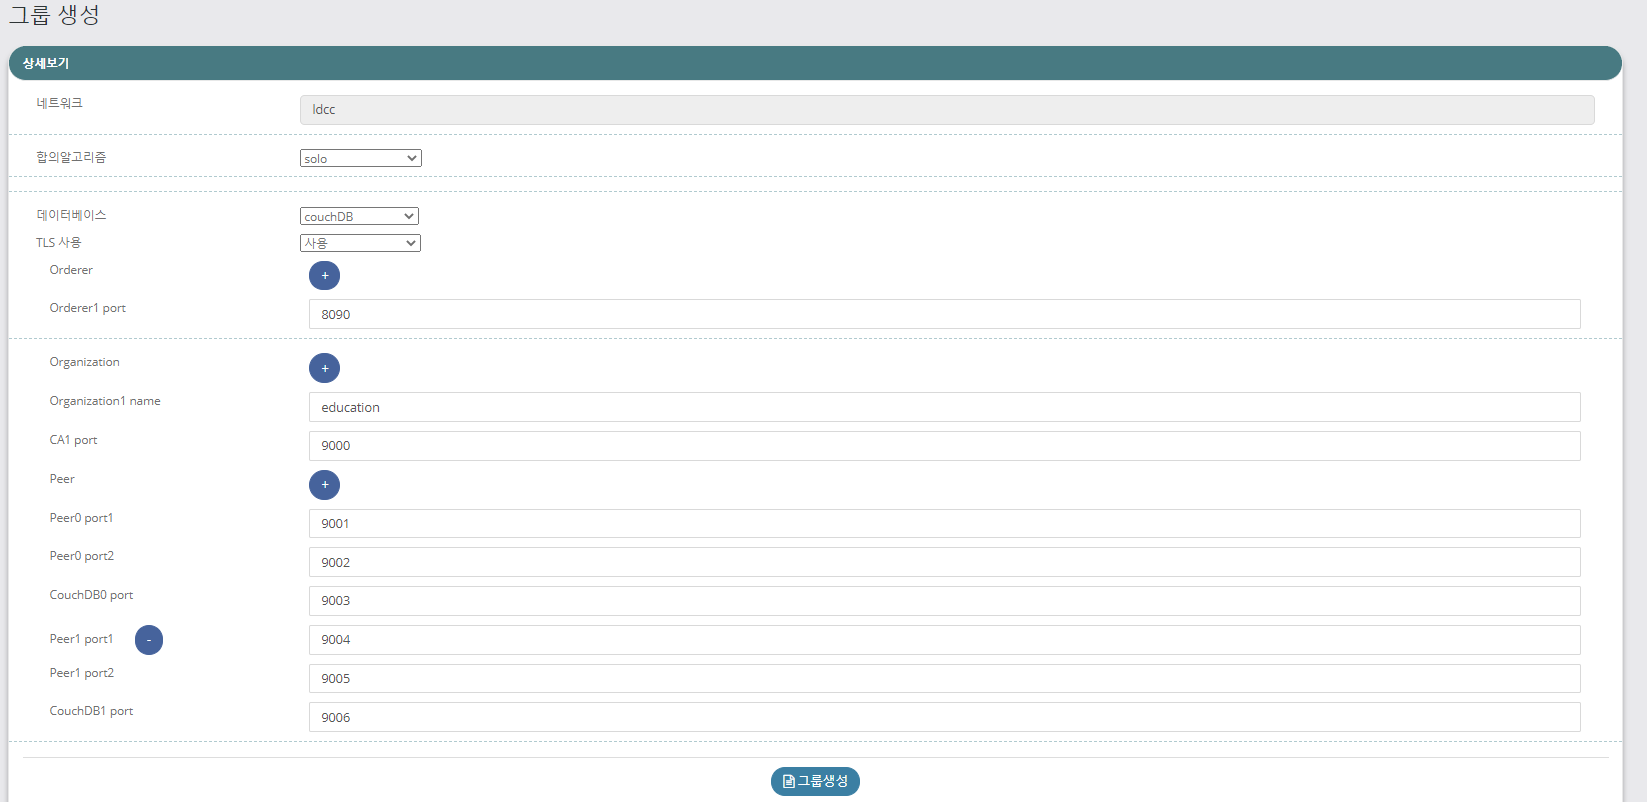 그룹 생성
상세보기
네트워크 ldcc
합의알고리즘 solo
데이터베이스 couchDB
TLS 사용 사용
Orderer +
Orderer1 port 8090
Organization +
Organization1 name education
CA1 port 9000
Peer +
Peer0 port1 9001
Peer0 port2 9002
CouchDB0 port 9003
Peer1 port1 - 9004
Peer1 port2 9005
CouchDB1 port 9006
그룹생성